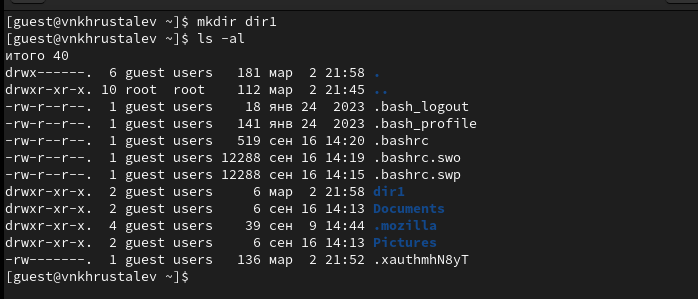 [guest@vnkhrustalev ~]$ mkdir dir1
[guest@vnkhrustalev ~]$ ls -al
итого 40
drwx------.  6 guest users   181 мар  2 21:58 .
drwxr-xr-x. 10 root  root    112 мар  2 21:45 ..
-rw-r--r--.  1 guest users    18 янв 24  2023 .bash_logout
-rw-r--r--.  1 guest users   141 янв 24  2023 .bash_profile
-rw-r--r--.  1 guest users   519 сен 16 14:20 .bashrc
-rw-r--r--.  1 guest users 12288 сен 16 14:19 .bashrc.swo
-rw-r--r--.  1 guest users 12288 сен 16 14:15 .bashrc.swp
drwxr-xr-x.  2 guest users     6 мар  2 21:58 dir1
drwxr-xr-x.  2 guest users     6 сен 16 14:13 Documents
drwxr-xr-x.  4 guest users    39 сен  9 14:44 .mozilla
drwxr-xr-x.  2 guest users     6 сен 16 14:13 Pictures
-rw-------.  1 guest users   136 мар  2 21:52 .xauthmhN8yT
[guest@vnkhrustalev ~]$